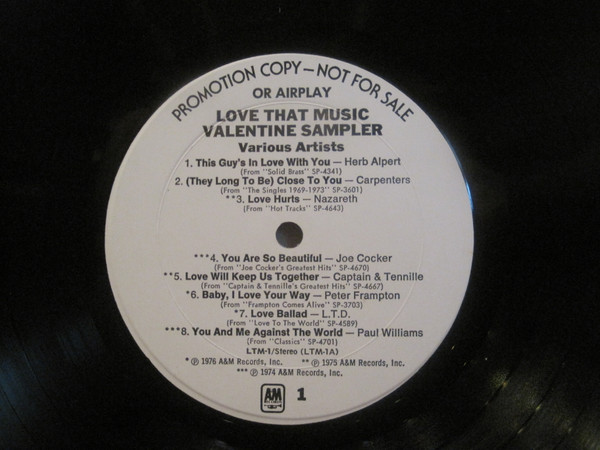 PROMOTION COPY—NOT FOR SALE
OR AIRPLAY
LOVE THAT MUSIC
VALENTINE SAMPLER
Various Artists
1. This Guy's In Love With You — Herb Alpert
(From "Solid Brass" SP-4341)
2. (They Long To Be) Close To You — Carpenters
(From "The Singles 1969-1973" SP-3601)
**3. Love Hurts — Nazareth
(From "Hot Tracks" SP-4643)
***4. You Are So Beautiful — Joe Cocker
(From "Joe Cocker's Greatest Hits" SP-4670)
**5. Love Will Keep Us Together — Captain & Tennille
(From "Captain & Tennille's Greatest Hits" SP-4667)
*6. Baby, I Love Your Way — Peter Frampton
(From "Frampton Comes Alive" SP-3703)
*7. Love Ballad — L.T.D.
(From "Love To The World" SP-4589)
***8. You And Me Against The World — Paul Williams
(From "Classics" SP-4701)
LTM-1/Stereo (LTM-1A)
* ℗ 1976 A&M Records, Inc. ** ℗ 1975 A&M Records, Inc.
*** ℗ 1974 A&M Records, Inc.
A&M 1